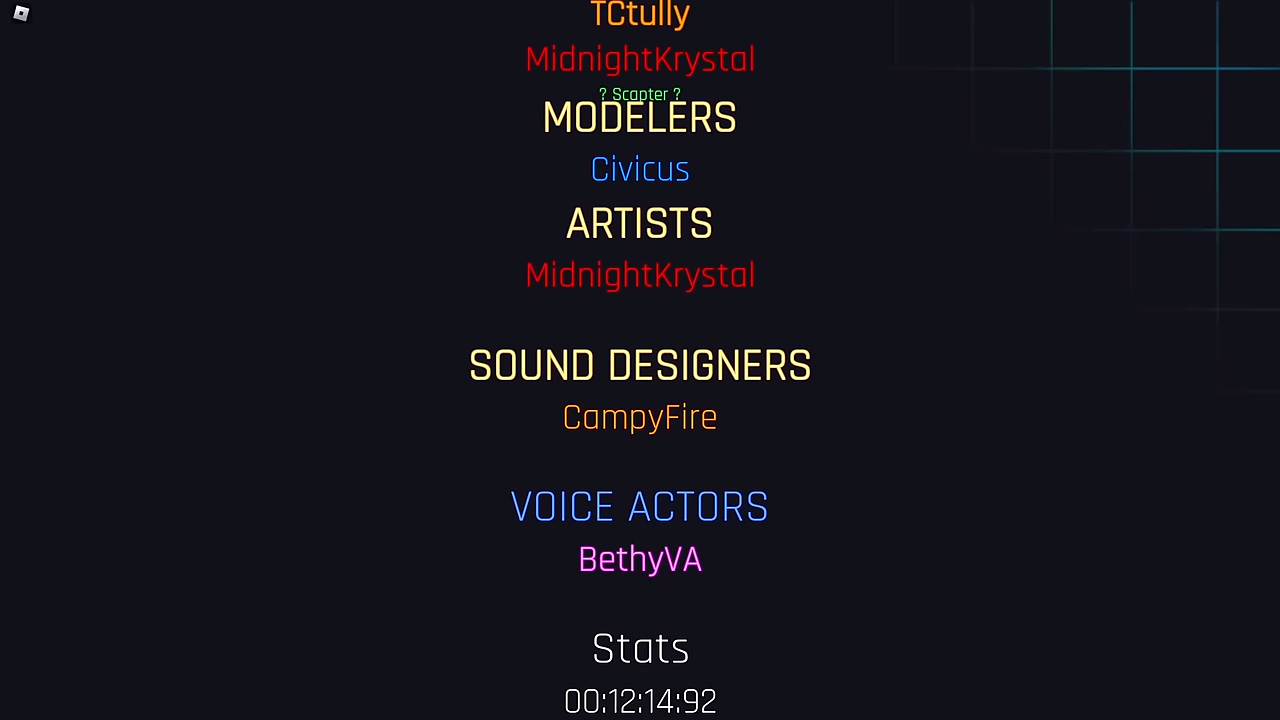 TCtully
MidnightKrystal
? Scapter ?
MODELERS
Civicus
ARTISTS
MidnightKrystal
SOUND DESIGNERS
CampyFire
VOICE ACTORS
BethyVA
Stats
00:12:14:92